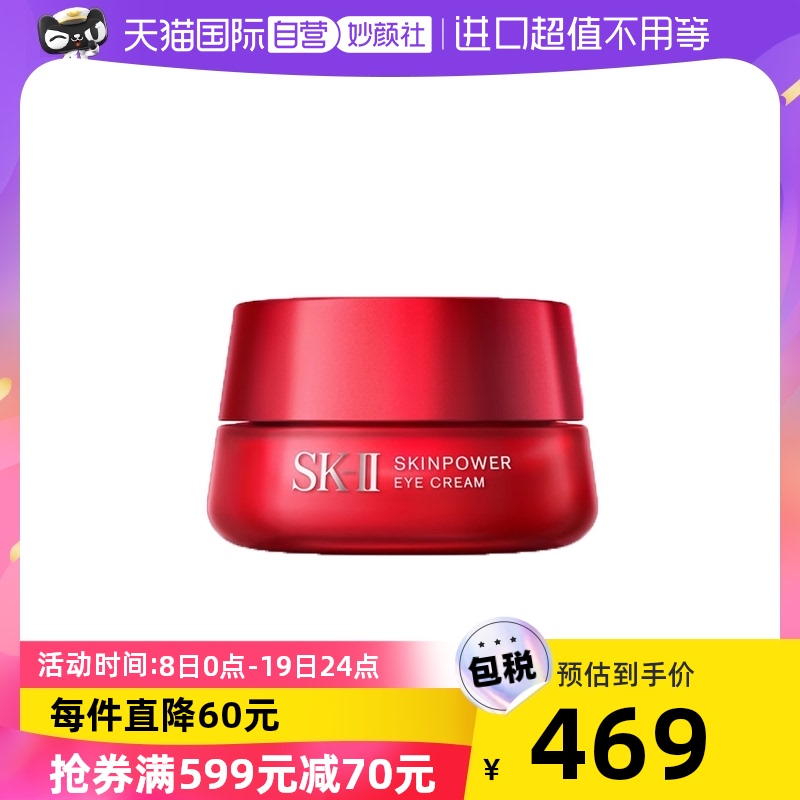 天猫国际 自营 妙颜社 进口超值不用等
SK-II SKINPOWER
EYE CREAM
活动时间:8日0点-19日24点
每件直降60元
抢券满599元减70元
包税
预估到手价
¥ 469